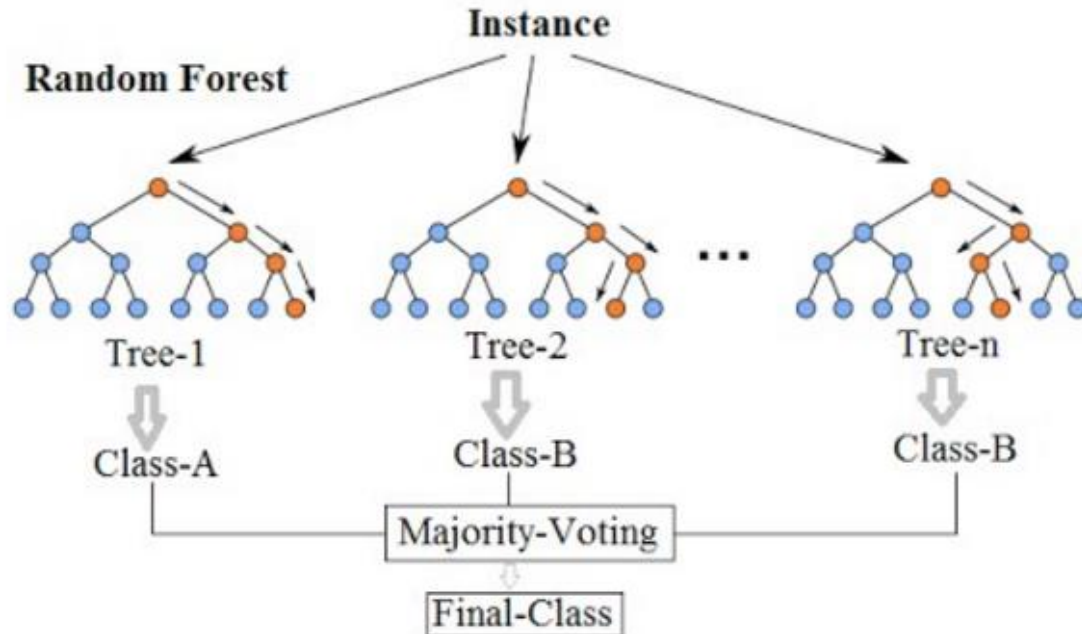 Instance
Random Forest
...
Tree-1
Tree-2
Tree-n
Class-A
Class-B
Class-B
Majority-Voting
Final-Class